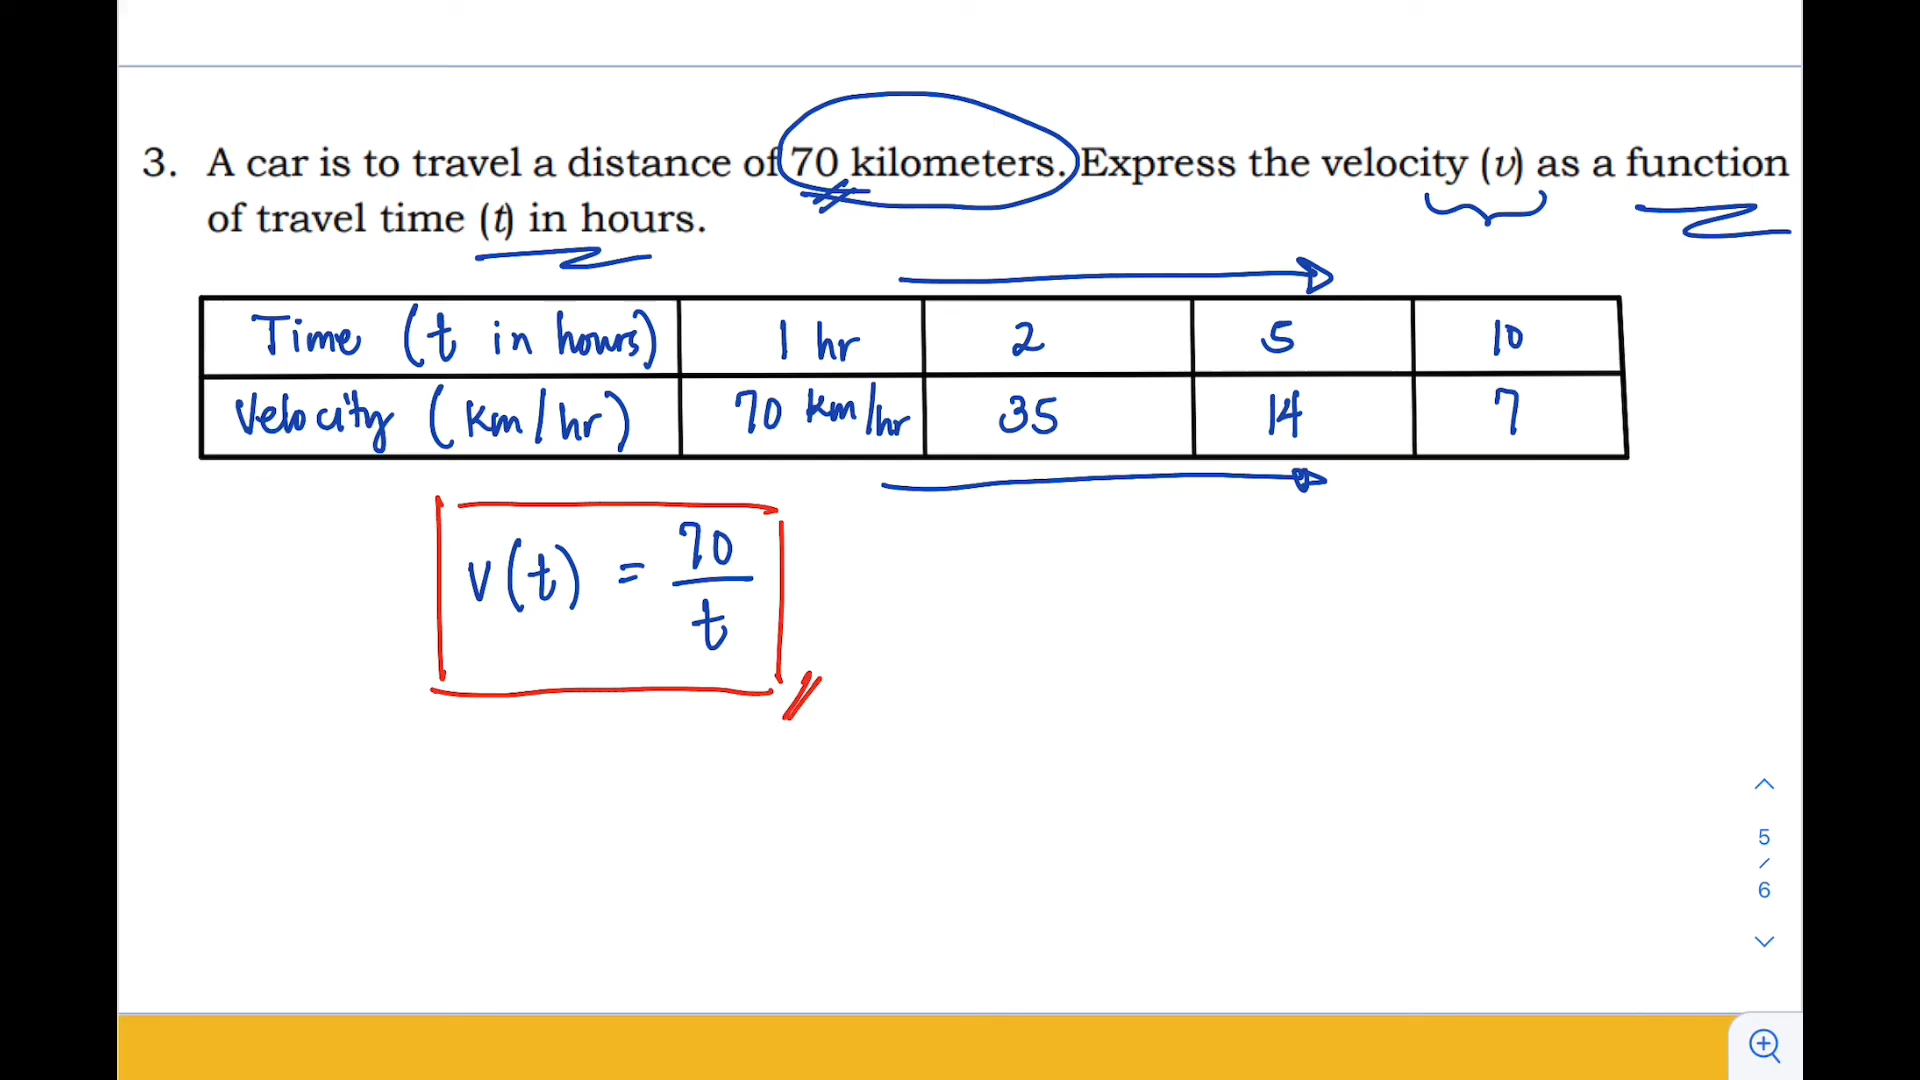 3. A car is to travel a distance of 70 kilometers. Express the velocity (v) as a function
of travel time (t) in hours.
Time (t in hours) 1 hr 2 5 10
Velocity (km/hr) 70 km/hr 35 14 7
v(t) = 70/t
5
/
6